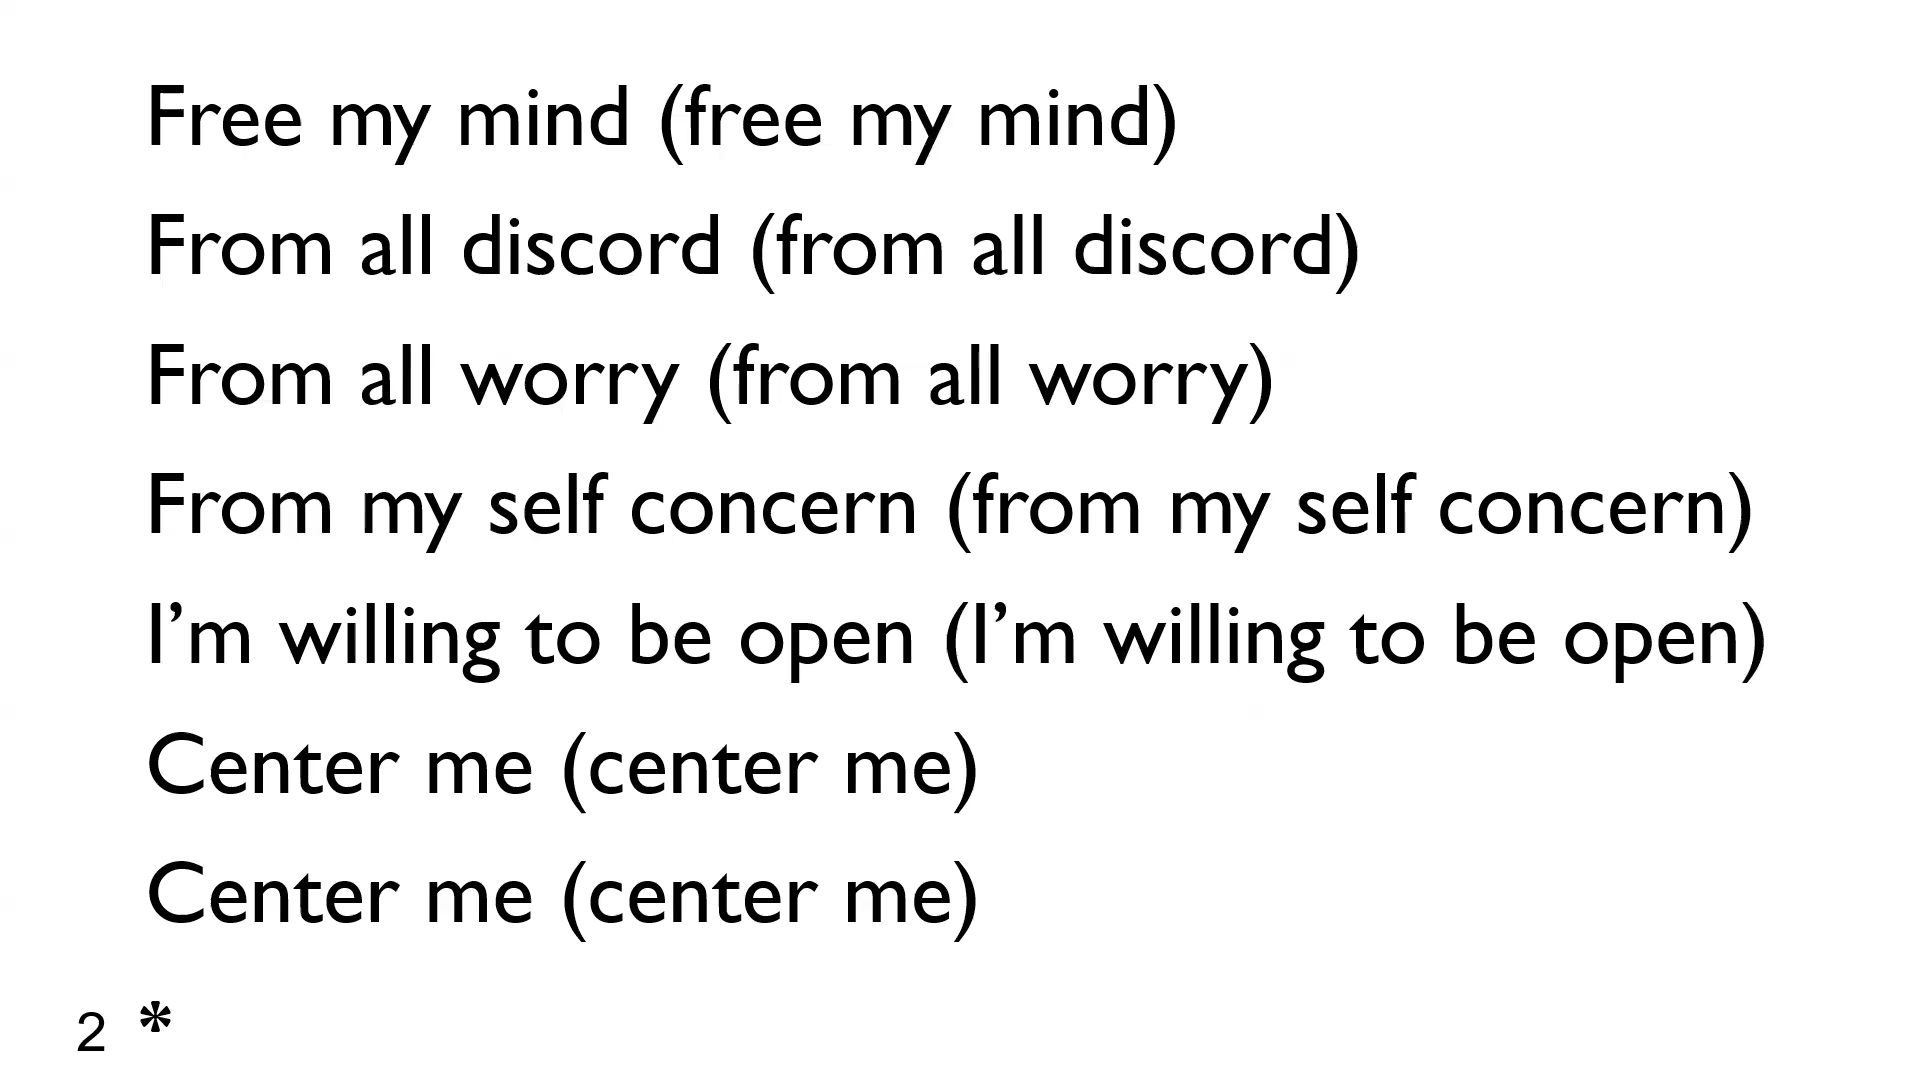 Free my mind (free my mind)
From all discord (from all discord)
From all worry (from all worry)
From my self concern (from my self concern)
I’m willing to be open (I’m willing to be open)
Center me (center me)
Center me (center me)
2 *